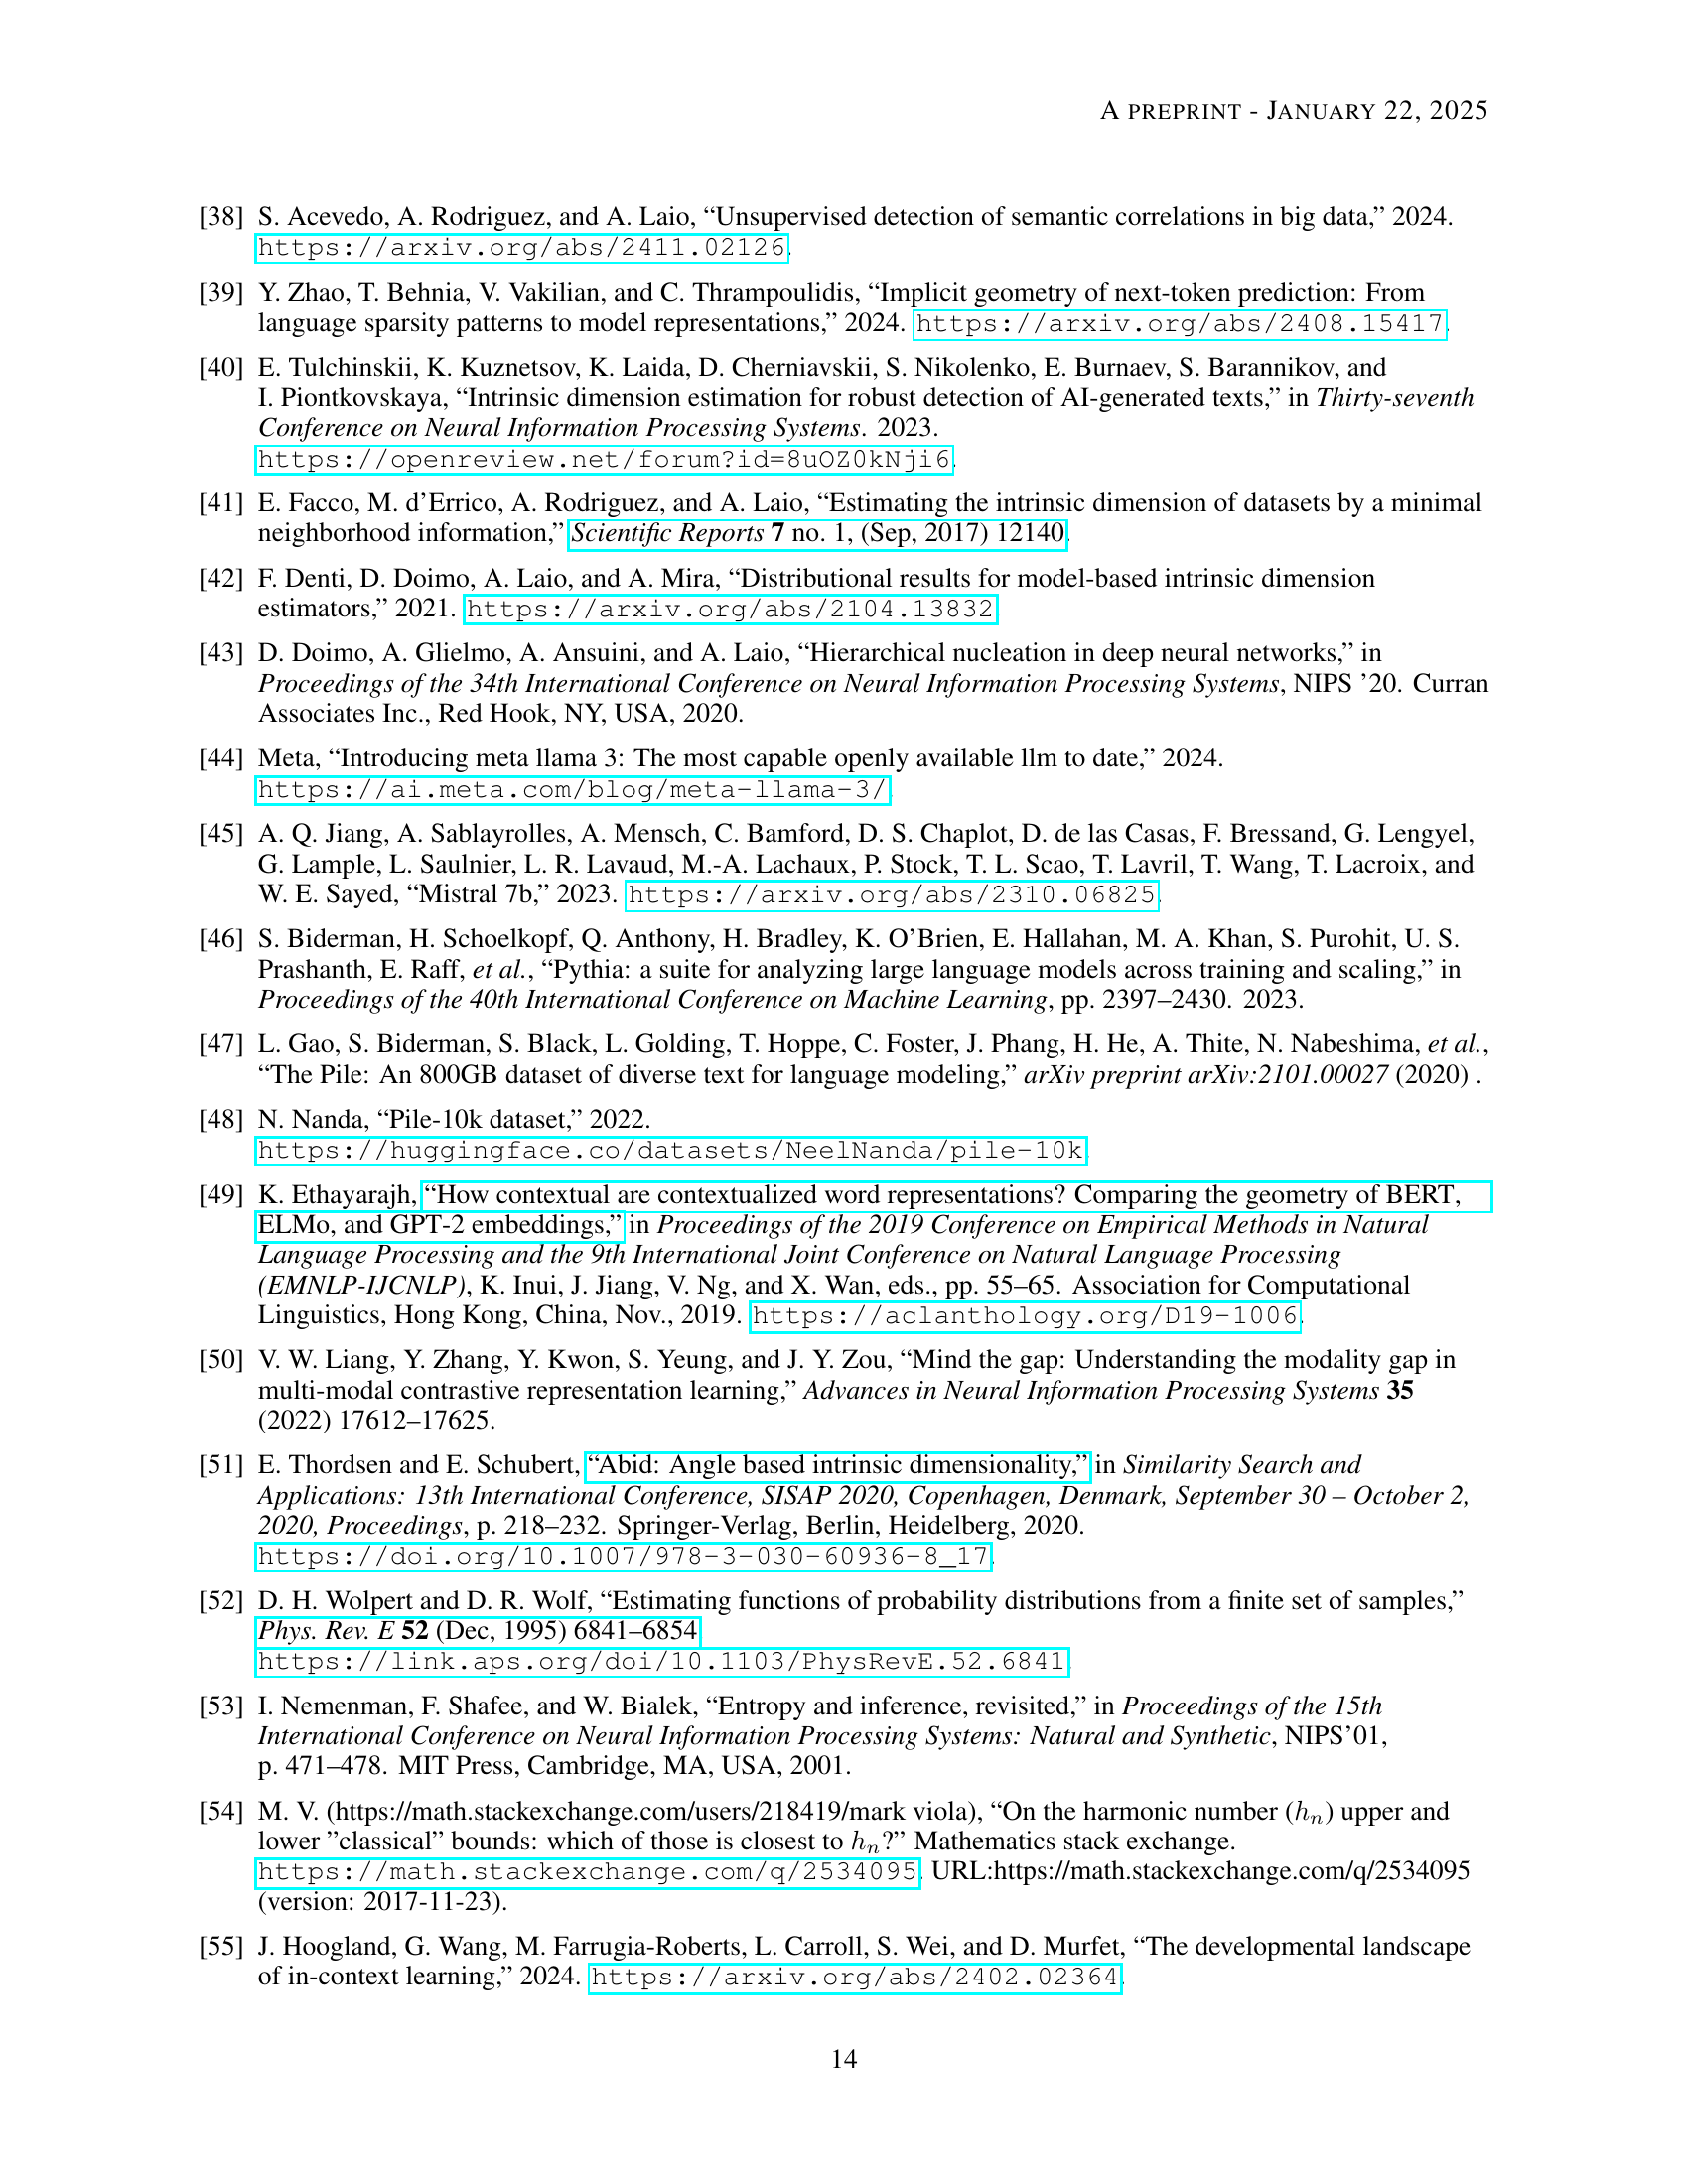 A PREPRINT - JANUARY 22, 2025
[38] S. Acevedo, A. Rodriguez, and A. Laio, “Unsupervised detection of semantic correlations in big data,” 2024.
https://arxiv.org/abs/2411.02126.
[39] Y. Zhao, T. Behnia, V. Vakilian, and C. Thrampoulidis, “Implicit geometry of next-token prediction: From
language sparsity patterns to model representations,” 2024. https://arxiv.org/abs/2408.15417.
[40] E. Tulchinskii, K. Kuznetsov, K. Laida, D. Cherniavskii, S. Nikolenko, E. Burnaev, S. Barannikov, and
I. Piontkovskaya, “Intrinsic dimension estimation for robust detection of AI-generated texts,” in Thirty-seventh
Conference on Neural Information Processing Systems. 2023.
https://openreview.net/forum?id=8uOZ0kNji6.
[41] E. Facco, M. d’Errico, A. Rodriguez, and A. Laio, “Estimating the intrinsic dimension of datasets by a minimal
neighborhood information,” Scientific Reports 7 no. 1, (Sep, 2017) 12140.
[42] F. Denti, D. Doimo, A. Laio, and A. Mira, “Distributional results for model-based intrinsic dimension
estimators,” 2021. https://arxiv.org/abs/2104.13832.
[43] D. Doimo, A. Glielmo, A. Ansuini, and A. Laio, “Hierarchical nucleation in deep neural networks,” in
Proceedings of the 34th International Conference on Neural Information Processing Systems, NIPS ’20. Curran
Associates Inc., Red Hook, NY, USA, 2020.
[44] Meta, “Introducing meta llama 3: The most capable openly available llm to date,” 2024.
https://ai.meta.com/blog/meta-llama-3/.
[45] A. Q. Jiang, A. Sablayrolles, A. Mensch, C. Bamford, D. S. Chaplot, D. de las Casas, F. Bressand, G. Lengyel,
G. Lample, L. Saulnier, L. R. Lavaud, M.-A. Lachaux, P. Stock, T. L. Scao, T. Lavril, T. Wang, T. Lacroix, and
W. E. Sayed, “Mistral 7b,” 2023. https://arxiv.org/abs/2310.06825.
[46] S. Biderman, H. Schoelkopf, Q. Anthony, H. Bradley, K. O’Brien, E. Hallahan, M. A. Khan, S. Purohit, U. S.
Prashanth, E. Raff, et al., “Pythia: a suite for analyzing large language models across training and scaling,” in
Proceedings of the 40th International Conference on Machine Learning, pp. 2397–2430. 2023.
[47] L. Gao, S. Biderman, S. Black, L. Golding, T. Hoppe, C. Foster, J. Phang, H. He, A. Thite, N. Nabeshima, et al.,
“The Pile: An 800GB dataset of diverse text for language modeling,” arXiv preprint arXiv:2101.00027 (2020) .
[48] N. Nanda, “Pile-10k dataset,” 2022.
https://huggingface.co/datasets/NeelNanda/pile-10k.
[49] K. Ethayarajh, “How contextual are contextualized word representations? Comparing the geometry of BERT,
ELMo, and GPT-2 embeddings,” in Proceedings of the 2019 Conference on Empirical Methods in Natural
Language Processing and the 9th International Joint Conference on Natural Language Processing
(EMNLP-IJCNLP), K. Inui, J. Jiang, V. Ng, and X. Wan, eds., pp. 55–65. Association for Computational
Linguistics, Hong Kong, China, Nov., 2019. https://aclanthology.org/D19-1006.
[50] V. W. Liang, Y. Zhang, Y. Kwon, S. Yeung, and J. Y. Zou, “Mind the gap: Understanding the modality gap in
multi-modal contrastive representation learning,” Advances in Neural Information Processing Systems 35
(2022) 17612–17625.
[51] E. Thordsen and E. Schubert, “Abid: Angle based intrinsic dimensionality,” in Similarity Search and
Applications: 13th International Conference, SISAP 2020, Copenhagen, Denmark, September 30 – October 2,
2020, Proceedings, p. 218–232. Springer-Verlag, Berlin, Heidelberg, 2020.
https://doi.org/10.1007/978-3-030-60936-8_17.
[52] D. H. Wolpert and D. R. Wolf, “Estimating functions of probability distributions from a finite set of samples,”
Phys. Rev. E 52 (Dec, 1995) 6841–6854.
https://link.aps.org/doi/10.1103/PhysRevE.52.6841.
[53] I. Nemenman, F. Shafee, and W. Bialek, “Entropy and inference, revisited,” in Proceedings of the 15th
International Conference on Neural Information Processing Systems: Natural and Synthetic, NIPS’01,
p. 471–478. MIT Press, Cambridge, MA, USA, 2001.
[54] M. V. (https://math.stackexchange.com/users/218419/mark viola), “On the harmonic number (hₙ) upper and
lower ”classical” bounds: which of those is closest to hₙ?” Mathematics stack exchange.
https://math.stackexchange.com/q/2534095. URL:https://math.stackexchange.com/q/2534095
(version: 2017-11-23).
[55] J. Hoogland, G. Wang, M. Farrugia-Roberts, L. Carroll, S. Wei, and D. Murfet, “The developmental landscape
of in-context learning,” 2024. https://arxiv.org/abs/2402.02364.
14